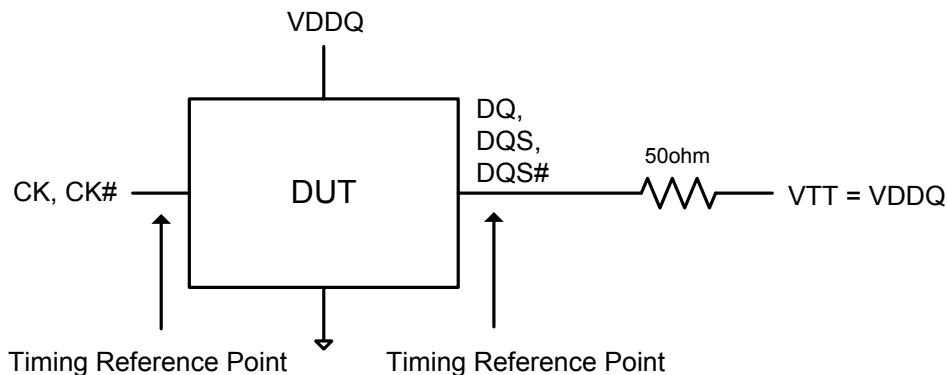 VDDQ
DQ,
DQS,
DQS#
50ohm
CK, CK#
DUT
VTT = VDDQ
Timing Reference Point
Timing Reference Point